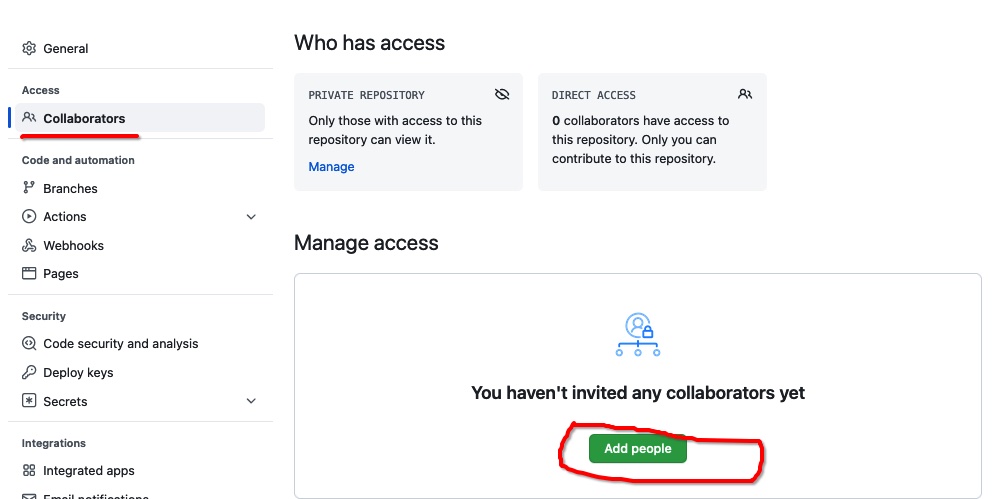 General
Access
Collaborators
Code and automation
Branches
Actions
Webhooks
Pages
Security
Code security and analysis
Deploy keys
Secrets
Integrations
Integrated apps
Email notifications
Who has access
PRIVATE REPOSITORY
Only those with access to this
repository can view it.
Manage
DIRECT ACCESS
0 collaborators have access to
this repository. Only you can
contribute to this repository.
Manage access
You haven't invited any collaborators yet
Add people